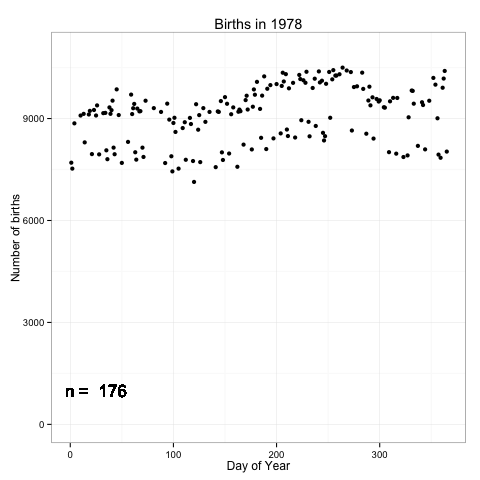 Births in 1978
Number of births
9000
6000
3000
0
n = 176
0 100 200 300
Day of Year